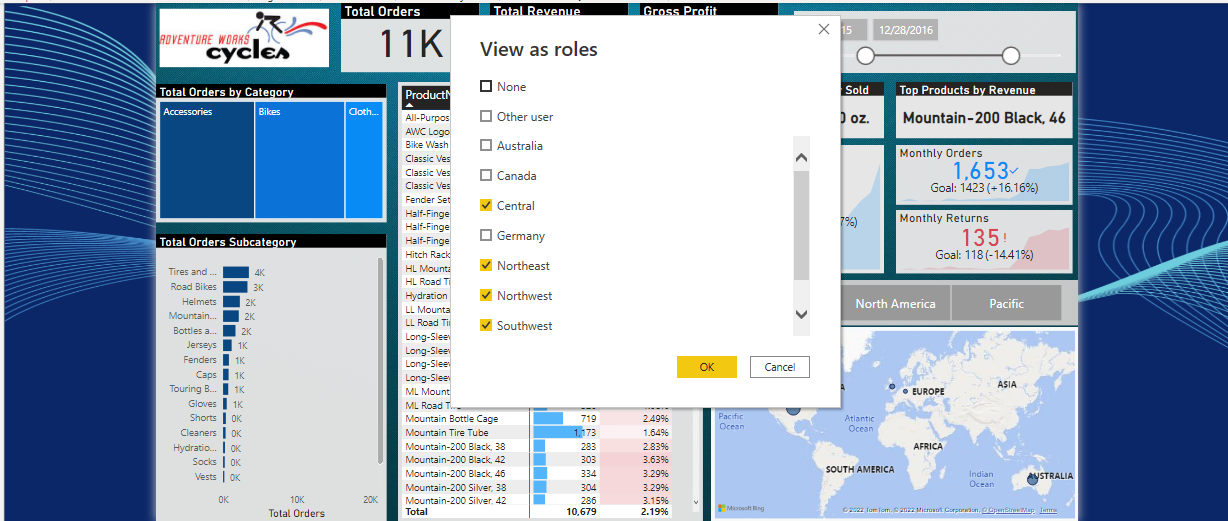 ADVENTURE WORKS
cycles
Total Orders
11K
Total Revenue
Gross Profit
15
12/28/2016
Total Orders by Category
Accessories
Bikes
Cloth...
Total Orders Subcategory
Tires and ... 4K
Road Bikes 3K
Helmets 2K
Mountain... 2K
Bottles a... 2K
Jerseys 1K
Fenders 1K
Caps 1K
Touring B... 1K
Gloves 1K
Shorts 0K
Cleaners 0K
Hydratio... 0K
Socks 0K
Vests 0K
0K 10K 20K
Total Orders
ProductN
All-Purpos
AWC Logo
Bike Wash
Classic Ves
Classic Ves
Classic Ves
Fender Set
Half-Finge
Half-Finge
Half-Finge
Hitch Rack
HL Mounta
HL Road Ti
Hydration
LL Mounta
LL Road Tir
Long-Sleev
Long-Sleev
Long-Sleev
Long-Sleev
ML Mount
ML Road Ti
Mountain Bottle Cage 719 2.49%
Mountain Tire Tube 1,173 1.64%
Mountain-200 Black, 38 283 2.83%
Mountain-200 Black, 42 303 3.63%
Mountain-200 Black, 46 334 3.29%
Mountain-200 Silver, 38 304 3.29%
Mountain-200 Silver, 42 286 3.15%
Total 10,679 2.19%
View as roles
None
Other user
Australia
Canada
Central
Germany
Northeast
Northwest
Southwest
OK
Cancel
Sold
0 oz.
7%)
Top Products by Revenue
Mountain-200 Black, 46
Monthly Orders
1,653
Goal: 1423 (+16.16%)
Monthly Returns
135!
Goal: 118 (-14.41%)
North America
Pacific
EUROPE
ASIA
Pacific
Ocean
Atlantic
Ocean
AFRICA
SOUTH AMERICA
Indian
Ocean
AUSTRALIA
Microsoft Bing
© 2022 TomTom, © 2022 Microsoft Corporation, © OpenStreetMap Terms